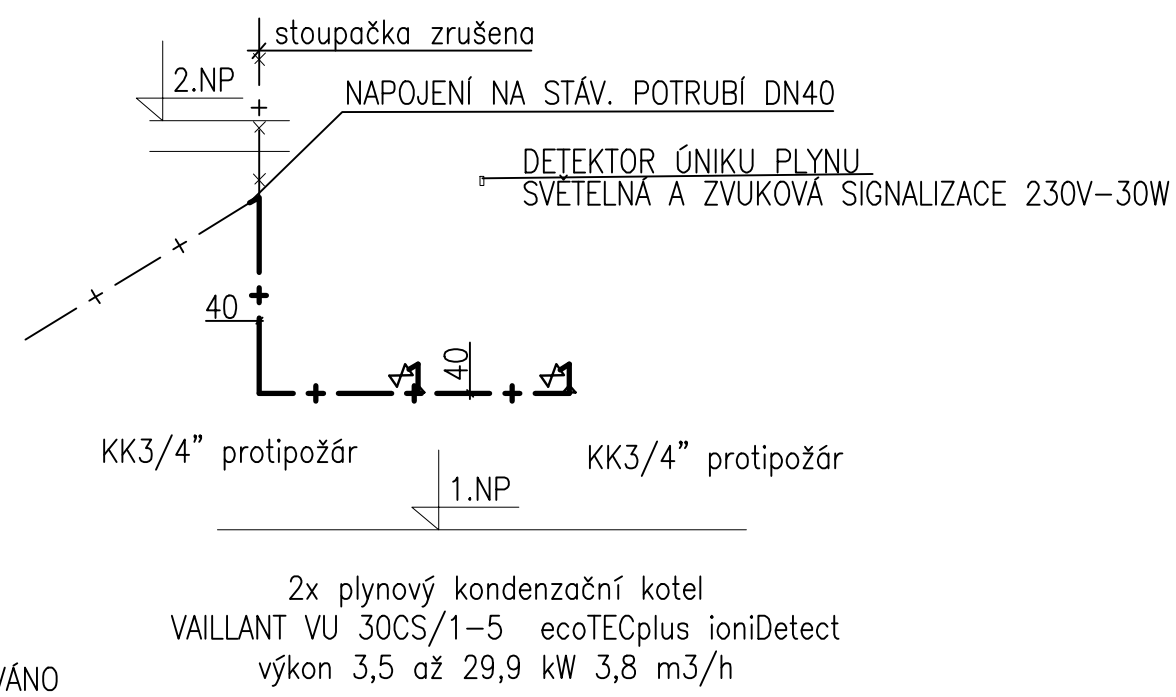 stoupačka zrušena
2.NP
NAPOJENÍ NA STÁV. POTRUBÍ DN40
DETEKTOR ÚNIKU PLYNU
SVĚTELNÁ A ZVUKOVÁ SIGNALIZACE 230V-30W
40
40
KK3/4" protipožár
KK3/4" protipožár
1.NP
2x plynový kondenzační kotel
VAILLANT VU 30CS/1-5 ecoTECplus ioniDetect
výkon 3,5 až 29,9 kW 3,8 m3/h